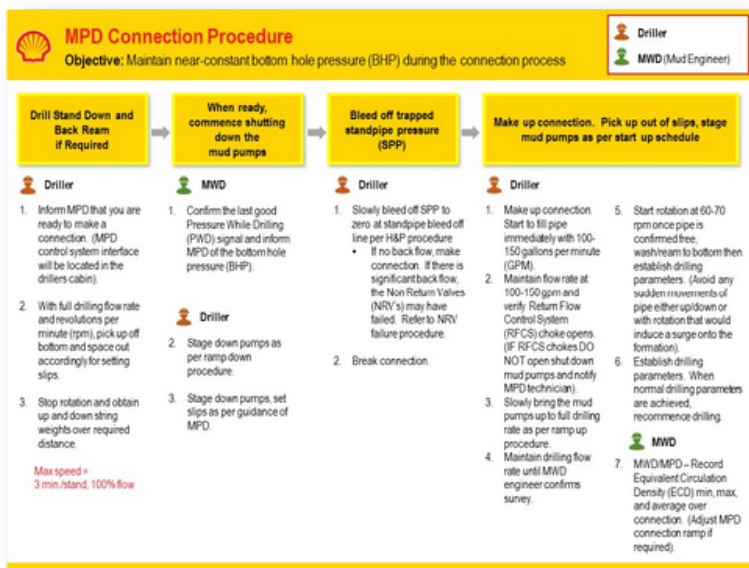 MPD Connection Procedure
Objective: Maintain near-constant bottom hole pressure (BHP) during the connection process
Driller
MWD (Mud Engineer)
Drill Stand Down and
Back Ream
if Required
When ready,
commence shutting
down the
mud pumps
Bleed off trapped
standpipe pressure
(SPP)
Make up connection. Pick up out of slips, stage
mud pumps as per start up schedule
Driller
1. Inform MPD that you are
ready to make a
connection. (MPD
control system interface
will be located in the
drillers cabin).
2. With full drilling flow rate
and revolutions per
minute (rpm), pick up off
bottom and space out
accordingly for setting
slips.
3. Stop rotation and obtain
up and down string
weights over required
distance.
Max speed =
3 min./stand, 100% flow
MWD
1. Confirm the last good
Pressure While Drilling
(PWD) signal and inform
MPD of the bottom hole
pressure (BHP).
Driller
2. Stage down pumps as
per ramp down
procedure.
3. Stage down pumps, set
slips as per guidance of
MPD.
Driller
1. Slowly bleed off SPP to
zero at standpipe bleed off
line per H&P procedure
• If no back flow, make
connection. If there is
significant back flow,
the Non Return Valves
(NRV's) may have
failed. Refer to NRV
failure procedure.
2. Break connection.
Driller
1. Make up connection.
Start to fill pipe
immediately with 100-
150 gallons per minute
(GPM).
2. Maintain flow rate at
100-150 gpm and
verify Return Flow
Control System
(RFCS) choke opens.
(IF RFCS chokes DO
NOT open shut down
mud pumps and notify
MPD technician).
3. Slowly bring the mud
pumps up to full drilling
rate as per ramp up
procedure.
4. Maintain drilling flow
rate until MWD
engineer confirms
survey.
5. Start rotation at 60-70
rpm once pipe is
confirmed free,
wash/ream to bottom then
establish drilling
parameters. (Avoid any
sudden movements of
pipe either up/down or
with rotation that would
induce a surge onto the
formation).
6. Establish drilling
parameters. When
normal drilling parameters
are achieved,
recommence drilling.
MWD
7. MWD/MPD – Record
Equivalent Circulation
Density (ECD) min, max,
and average over
connection. (Adjust MPD
connection ramp if
required).